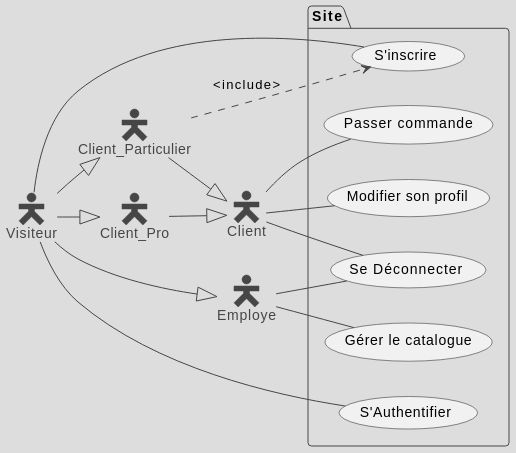 Site
S'inscrire
<include>
Passer commande
Client_Particulier
Modifier son profil
Visiteur
Client_Pro
Client
Se Déconnecter
Employe
Gérer le catalogue
S'Authentifier